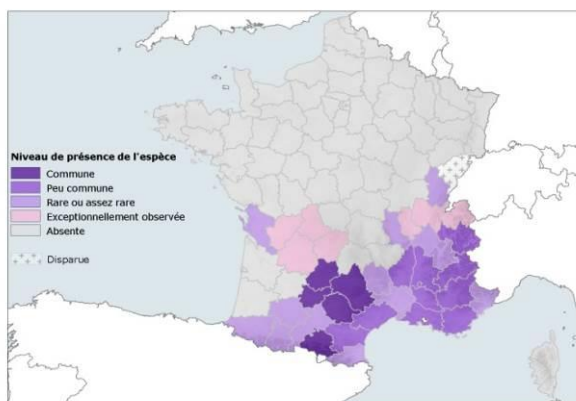 Niveau de présence de l'espèce
Commune
Peu commune
Rare ou assez rare
Exceptionnellement observée
Absente
Disparue